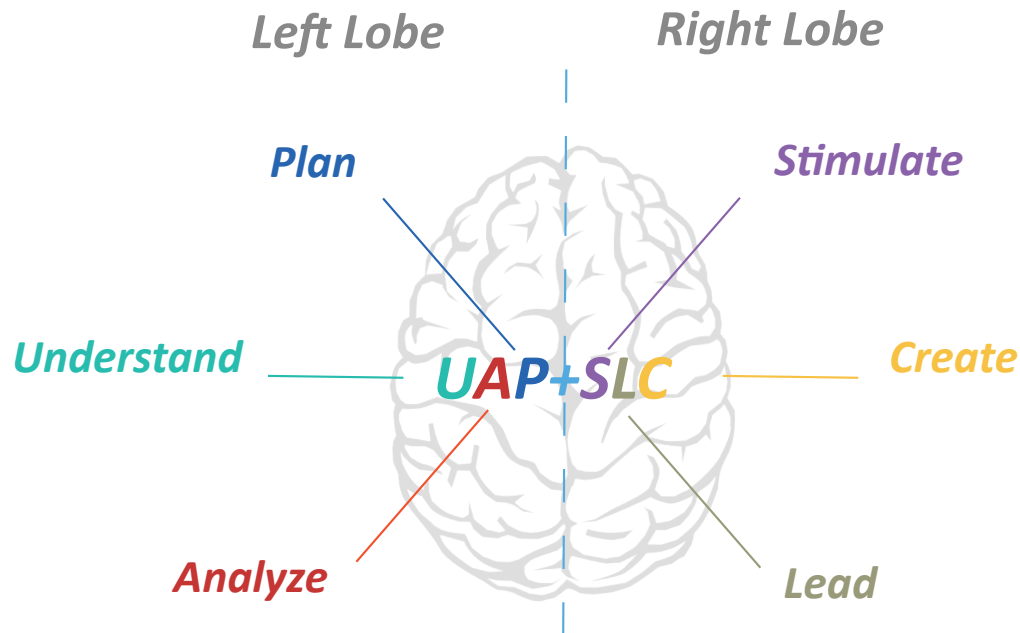 Left Lobe
Right Lobe
Plan
Stimulate
Understand
UAP+SLC
Create
Analyze
Lead